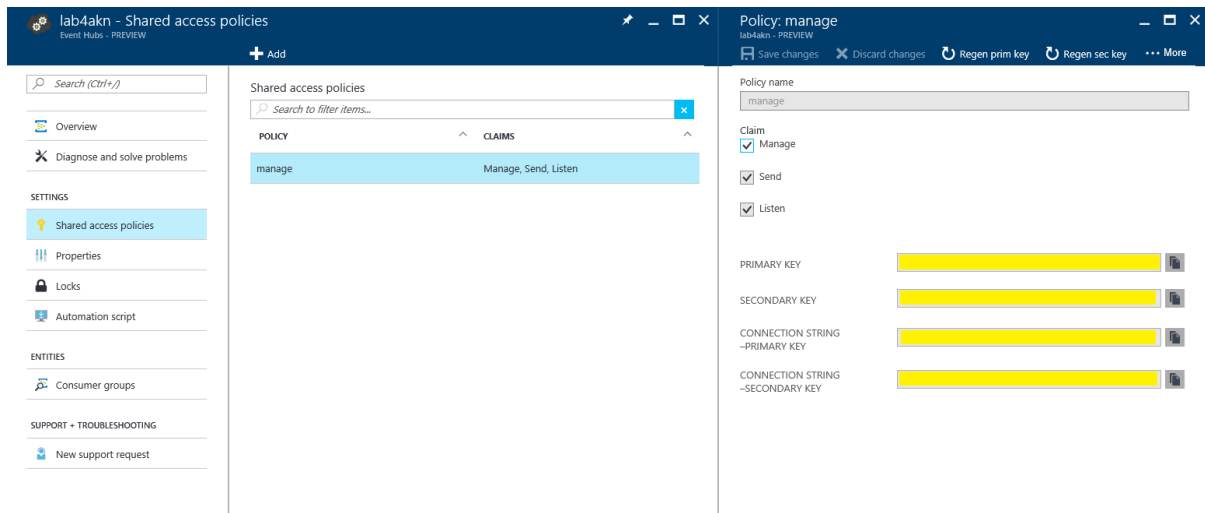 lab4akn - Shared access policies
Event Hubs - PREVIEW
Add
Search (Ctrl+/)
Overview
Diagnose and solve problems
SETTINGS
Shared access policies
Properties
Locks
Automation script
ENTITIES
Consumer groups
SUPPORT + TROUBLESHOOTING
New support request
Shared access policies
Search to filter items...
POLICY CLAIMS
manage Manage, Send, Listen
Policy: manage
lab4akn - PREVIEW
Save changes Discard changes Regen prim key Regen sec key ··· More
Policy name
manage
Claim
Manage
Send
Listen
PRIMARY KEY
SECONDARY KEY
CONNECTION STRING
–PRIMARY KEY
CONNECTION STRING
–SECONDARY KEY